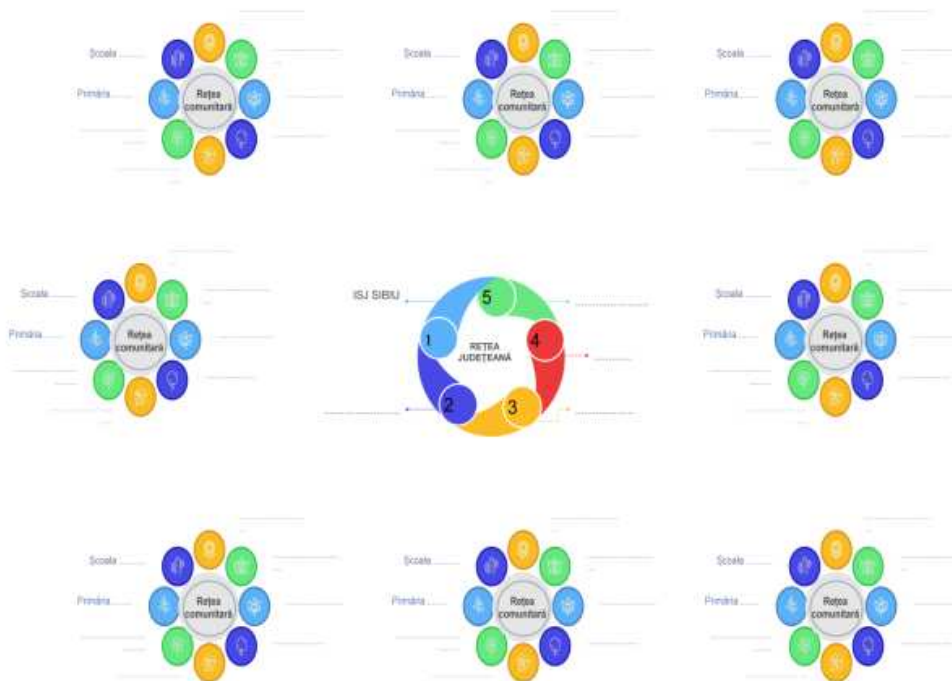 Școala
Școala
Școala
Primăria
Primăria
Primăria
Rețea
comunitară
Rețea
comunitară
Rețea
comunitară
Școala
Primăria
Rețea
comunitară
ISJ SIBIU
5
1
4
REȚEA
JUDEȚEANĂ
2
3
Școala
Primăria
Rețea
comunitară
Școala
Școala
Școala
Primăria
Primăria
Primăria
Rețea
comunitară
Rețea
comunitară
Rețea
comunitară